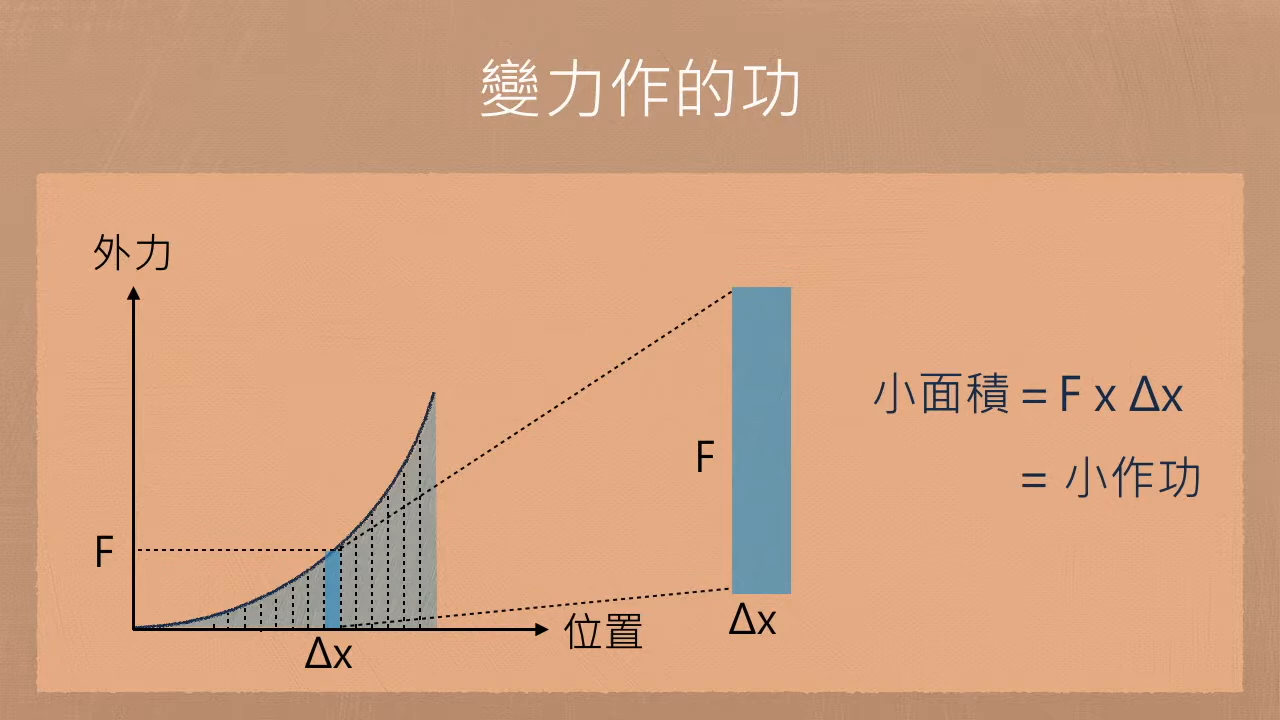 變力作的功
外力
小面積 = F x Δx
F
= 小作功
F
位置
Δx
Δx